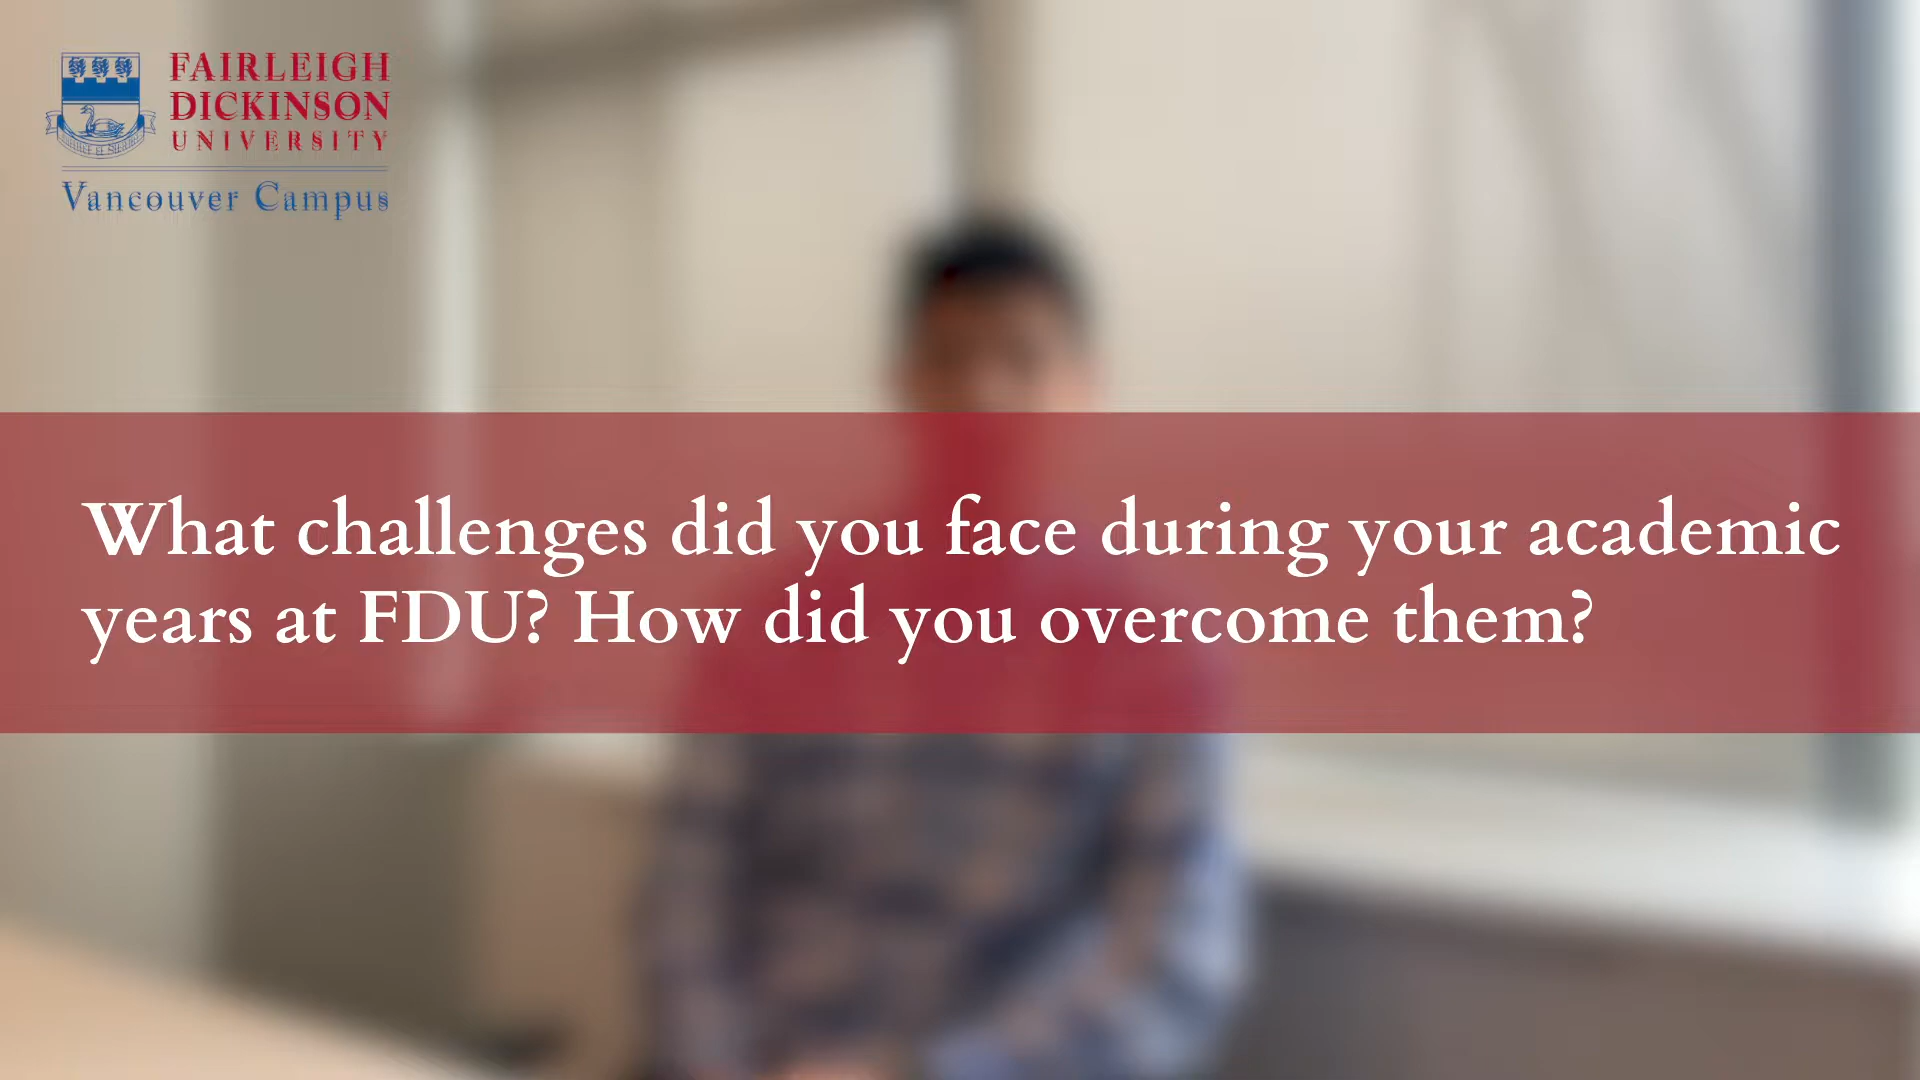 FAIRLEIGH
DICKINSON
UNIVERSITY
Vancouver Campus
What challenges did you face during your academic
years at FDU? How did you overcome them?